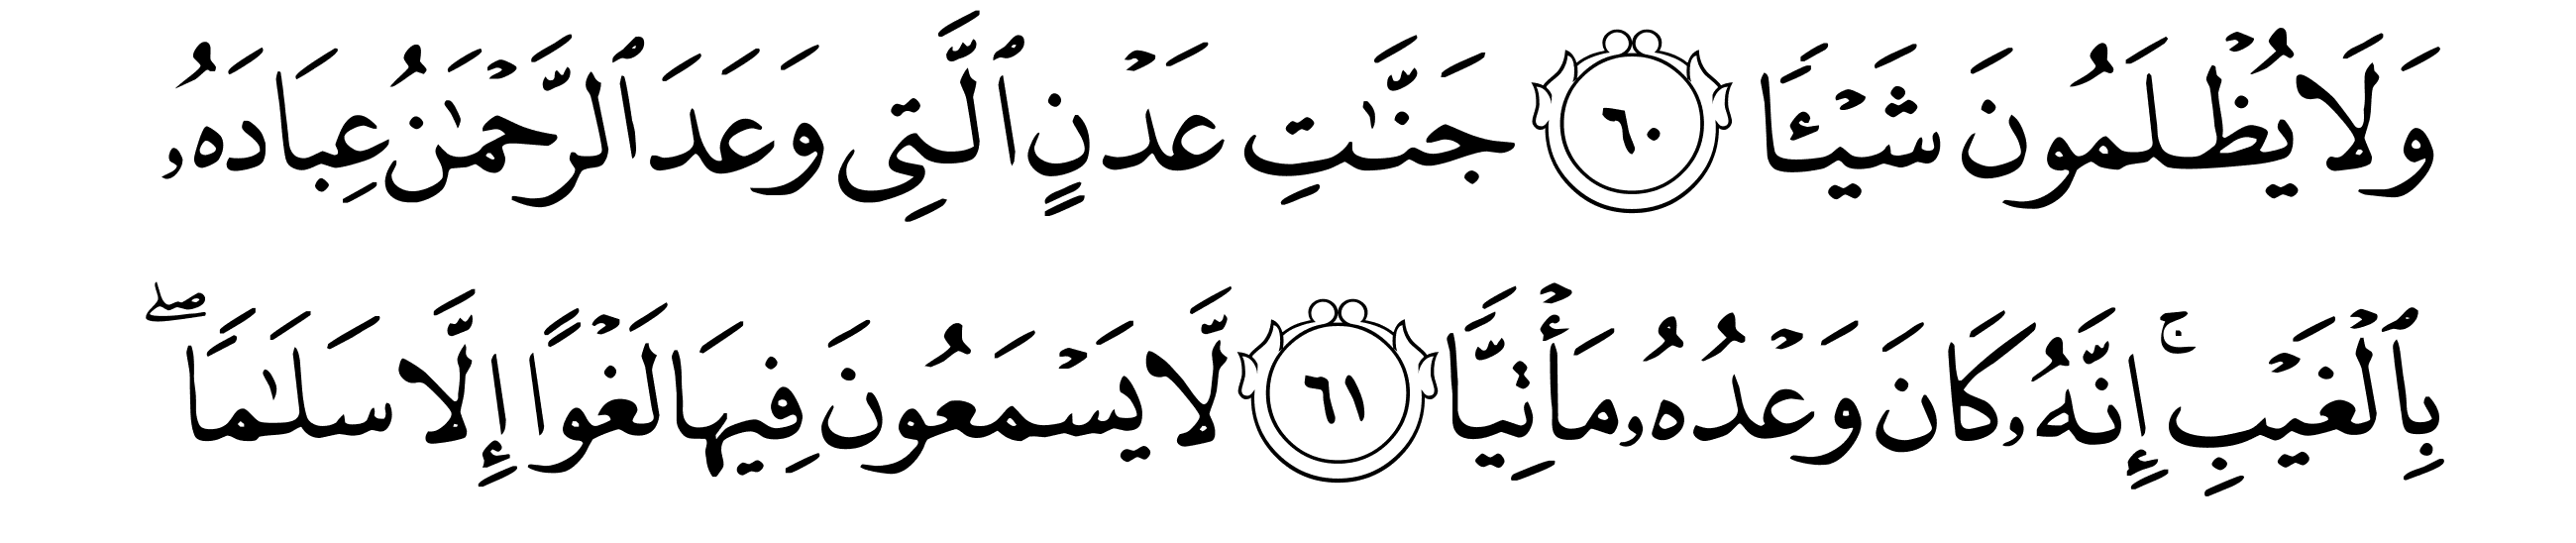 وَلَا يُظۡلَمُونَ شَيۡـٔٗا ٦٠ جَنَّٰتِ عَدۡنٍ ٱلَّتِي وَعَدَ ٱلرَّحۡمَٰنُ عِبَادَهُۥ
بِٱلۡغَيۡبِۚ إِنَّهُۥ كَانَ وَعۡدُهُۥ مَأۡتِيّٗا ٦١ لَّا يَسۡمَعُونَ فِيهَا لَغۡوًا إِلَّا سَلَٰمٗاۖ